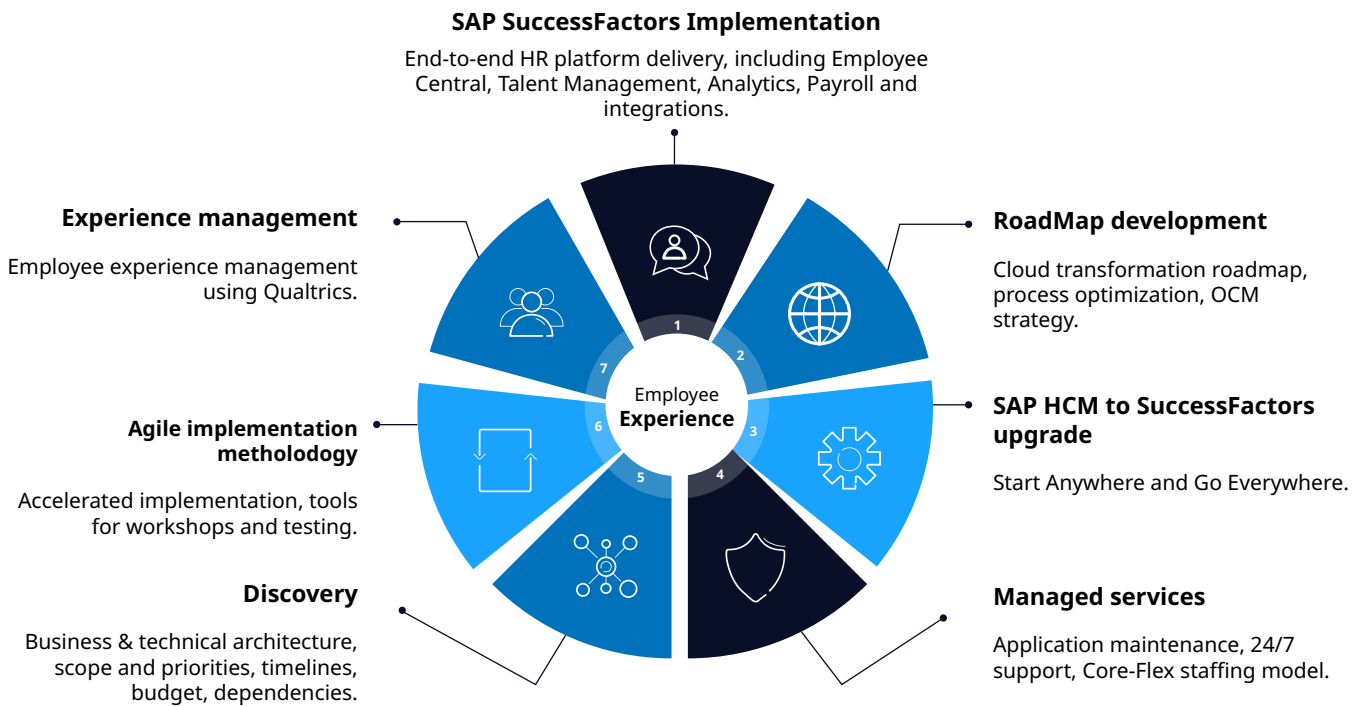 SAP SuccessFactors Implementation
End-to-end HR platform delivery, including Employee
Central, Talent Management, Analytics, Payroll and
integrations.
Experience management
Employee experience management
using Qualtrics.
RoadMap development
Cloud transformation roadmap,
process optimization, OCM
strategy.
1
2
3
4
5
6
7
Employee
Experience
SAP HCM to SuccessFactors
upgrade
Start Anywhere and Go Everywhere.
Agile implementation
metholodogy
Accelerated implementation, tools
for workshops and testing.
Discovery
Business & technical architecture,
scope and priorities, timelines,
budget, dependencies.
Managed services
Application maintenance, 24/7
support, Core-Flex staffing model.